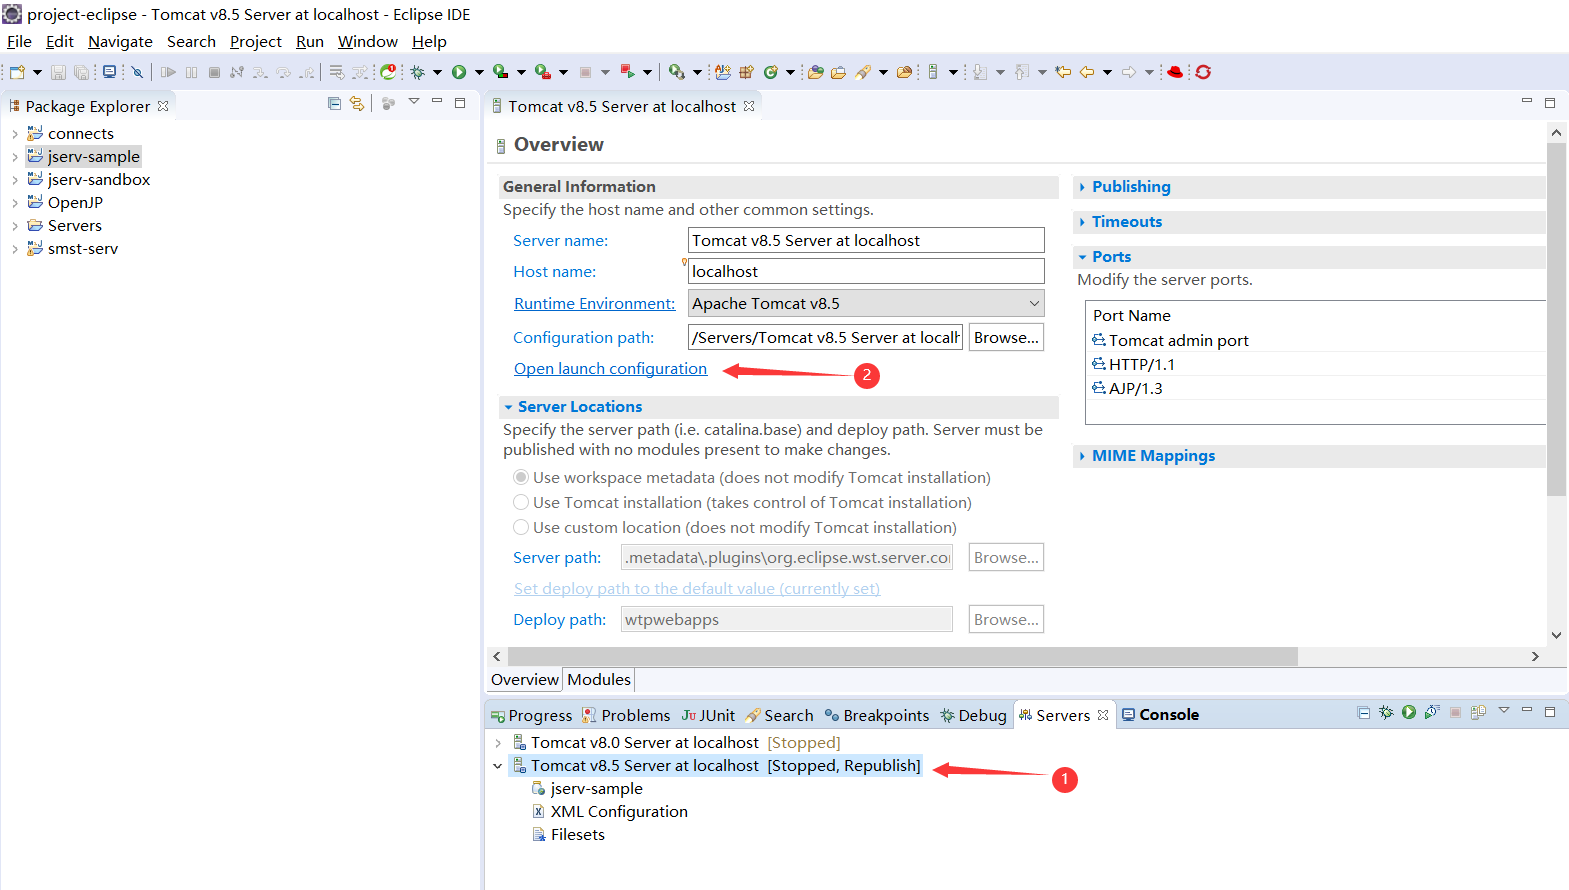 project-eclipse - Tomcat v8.5 Server at localhost - Eclipse IDE
File Edit Navigate Search Project Run Window Help
Package Explorer
connects
jserv-sample
jserv-sandbox
OpenJP
Servers
smst-serv
Tomcat v8.5 Server at localhost
Overview
General Information
Specify the host name and other common settings.
Server name: Tomcat v8.5 Server at localhost
Host name: localhost
Runtime Environment: Apache Tomcat v8.5
Configuration path: /Servers/Tomcat v8.5 Server at localh Browse...
Open launch configuration
2
Server Locations
Specify the server path (i.e. catalina.base) and deploy path. Server must be
published with no modules present to make changes.
Use workspace metadata (does not modify Tomcat installation)
Use Tomcat installation (takes control of Tomcat installation)
Use custom location (does not modify Tomcat installation)
Server path: .metadata\.plugins\org.eclipse.wst.server.co Browse...
Set deploy path to the default value (currently set)
Deploy path: wtpwebapps Browse...
Publishing
Timeouts
Ports
Modify the server ports.
Port Name
Tomcat admin port
HTTP/1.1
AJP/1.3
MIME Mappings
Overview Modules
Progress Problems JUnit Search Breakpoints Debug Servers Console
Tomcat v8.0 Server at localhost [Stopped]
Tomcat v8.5 Server at localhost [Stopped, Republish]
1
jserv-sample
XML Configuration
Filesets